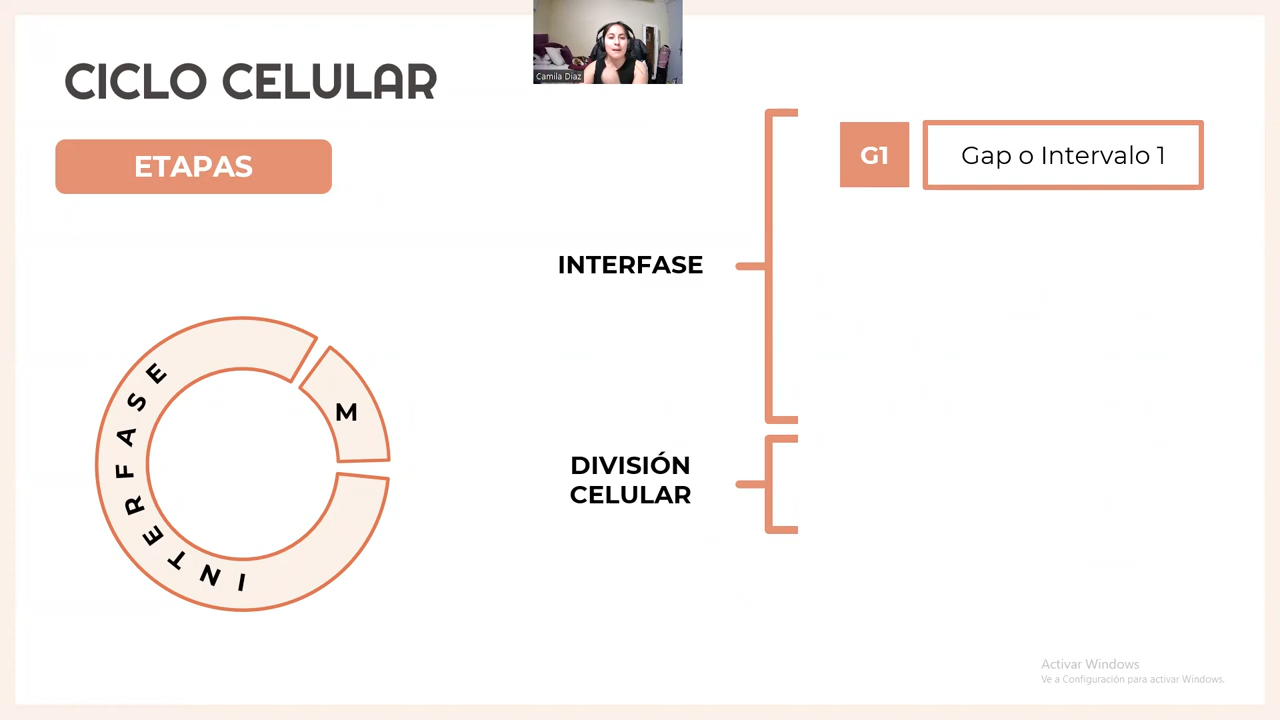 Camila Diaz
CICLO CELULAR
ETAPAS
G1
Gap o Intervalo 1
INTERFASE
INTERFASE
M
DIVISIÓN
CELULAR
Activar Windows
Ve a Configuración para activar Windows.